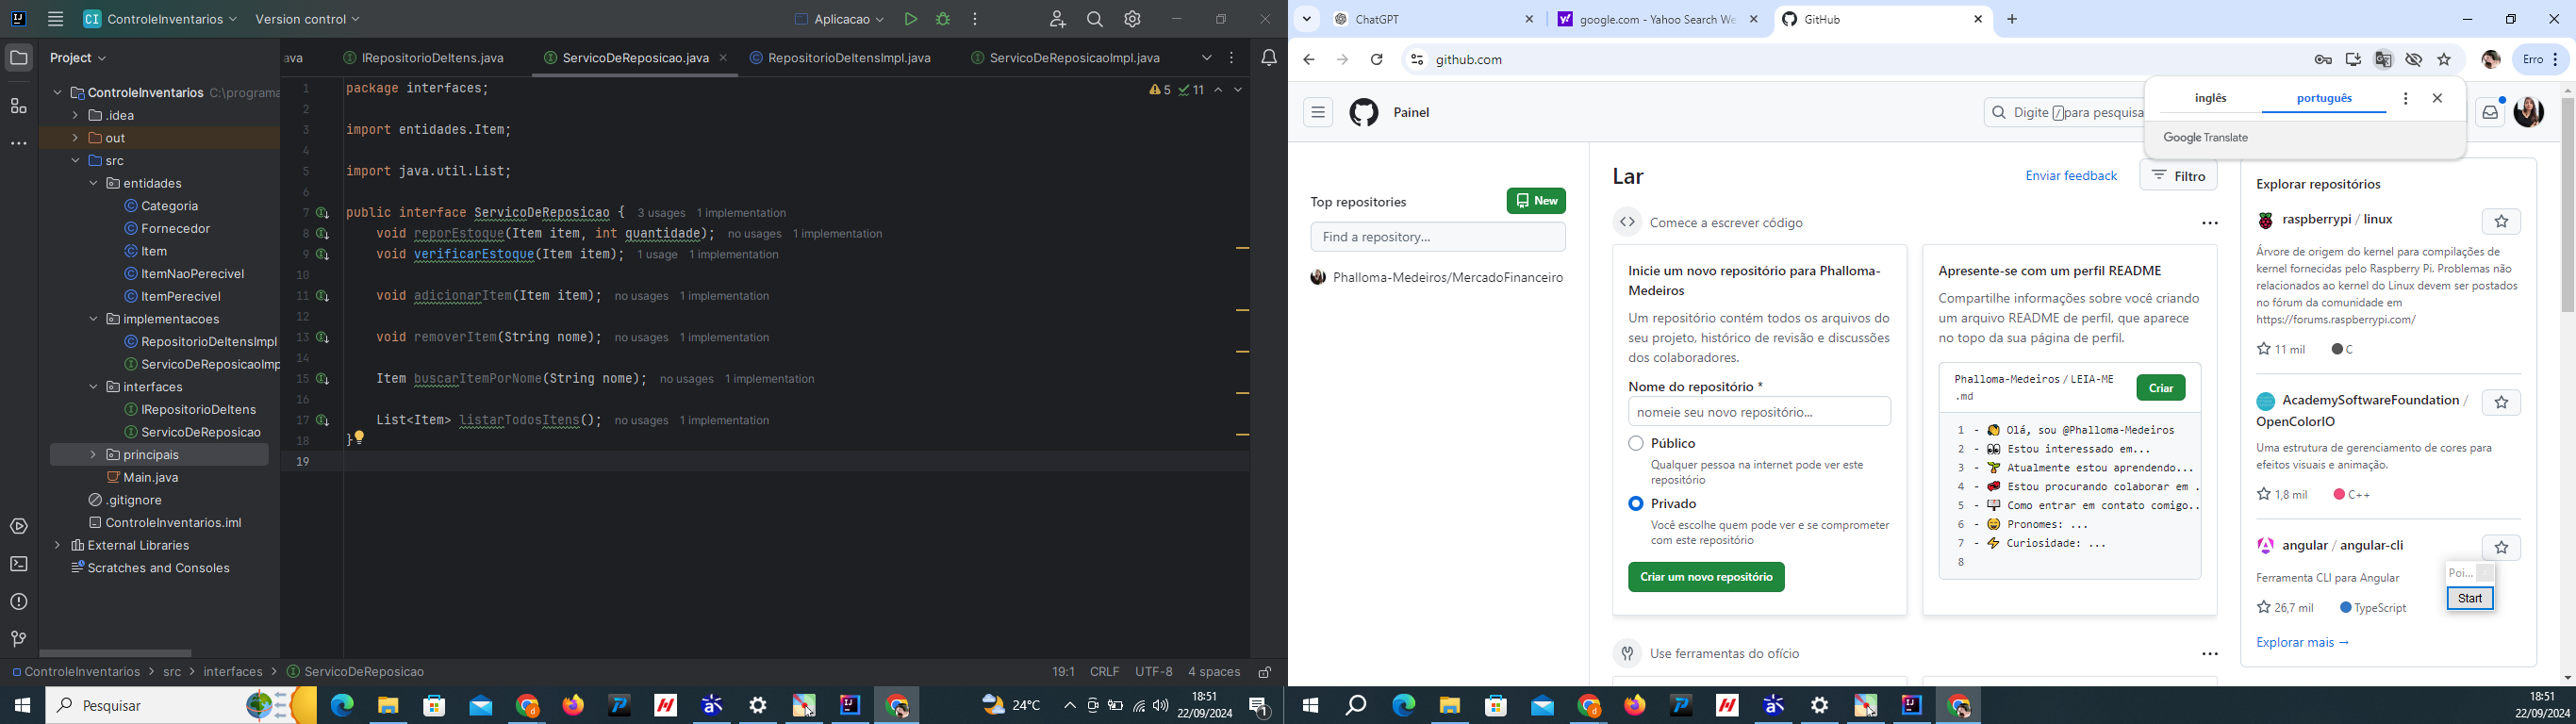 CI ControleInventarios
Version control
Aplicacao
Project
ava
IRepositorioDeItens.java
ServicoDeReposicao.java
RepositorioDeItensImpl.java
ServicoDeReposicaoImpl.java
ControleInventarios C:\programa
.idea
out
src
entidades
Categoria
Fornecedor
Item
ItemNaoPerecivel
ItemPerecivel
implementacoes
RepositorioDeItensImpl
ServicoDeReposicaoImp
interfaces
IRepositorioDeItens
ServicoDeReposicao
principais
Main.java
.gitignore
ControleInventarios.iml
External Libraries
Scratches and Consoles
5 11
1 package interfaces;
2
3 import entidades.Item;
4
5 import java.util.List;
6
7 public interface ServicoDeReposicao { 3 usages 1 implementation
8 void reporEstoque(Item item, int quantidade); no usages 1 implementation
9 void verificarEstoque(Item item); 1 usage 1 implementation
10
11 void adicionarItem(Item item); no usages 1 implementation
12
13 void removerItem(String nome); no usages 1 implementation
14
15 Item buscarItemPorNome(String nome); no usages 1 implementation
16
17 List<Item> listarTodosItens(); no usages 1 implementation
18 }
19
ControleInventarios > src > interfaces > ServicoDeReposicao
19:1 CRLF UTF-8 4 spaces
Pesquisar
24°C
18:51
22/09/2024
1
ChatGPT
google.com - Yahoo Search We
GitHub
github.com
Erro
inglês português
Google Translate
Painel
Digite / para pesquisa
Top repositories
New
Find a repository...
Phalloma-Medeiros/MercadoFinanceiro
Lar
Enviar feedback
Filtro
Comece a escrever código
Inicie um novo repositório para Phalloma-
Medeiros
Um repositório contém todos os arquivos do
seu projeto, histórico de revisão e discussões
dos colaboradores.
Nome do repositório *
nomeie seu novo repositório...
Público
Qualquer pessoa na internet pode ver este
repositório
Privado
Você escolhe quem pode ver e se comprometer
com este repositório
Criar um novo repositório
Apresente-se com um perfil README
Compartilhe informações sobre você criando
um arquivo README de perfil, que aparece
no topo da sua página de perfil.
Phalloma-Medeiros / LEIA-ME
.md
Criar
1 - 👋 Olá, sou @Phalloma-Medeiros
2 - 👀 Estou interessado em...
3 - 🌱 Atualmente estou aprendendo...
4 - 💞️ Estou procurando colaborar em .
5 - 📫 Como entrar em contato comigo..
6 - 😄 Pronomes: ...
7 - ⚡ Curiosidade: ...
8
Use ferramentas do ofício
Explorar repositórios
raspberrypi / linux
Árvore de origem do kernel para compilações de
kernel fornecidas pelo Raspberry Pi. Problemas não
relacionados ao kernel do Linux devem ser postados
no fórum da comunidade em
https://forums.raspberrypi.com/
11 mil C
AcademySoftwareFoundation /
OpenColorIO
Uma estrutura de gerenciamento de cores para
efeitos visuais e animação.
1,8 mil C++
angular / angular-cli
Ferramenta CLI para Angular
26,7 mil TypeScript
Explorar mais →
Poi...
Start
18:51
22/09/2024